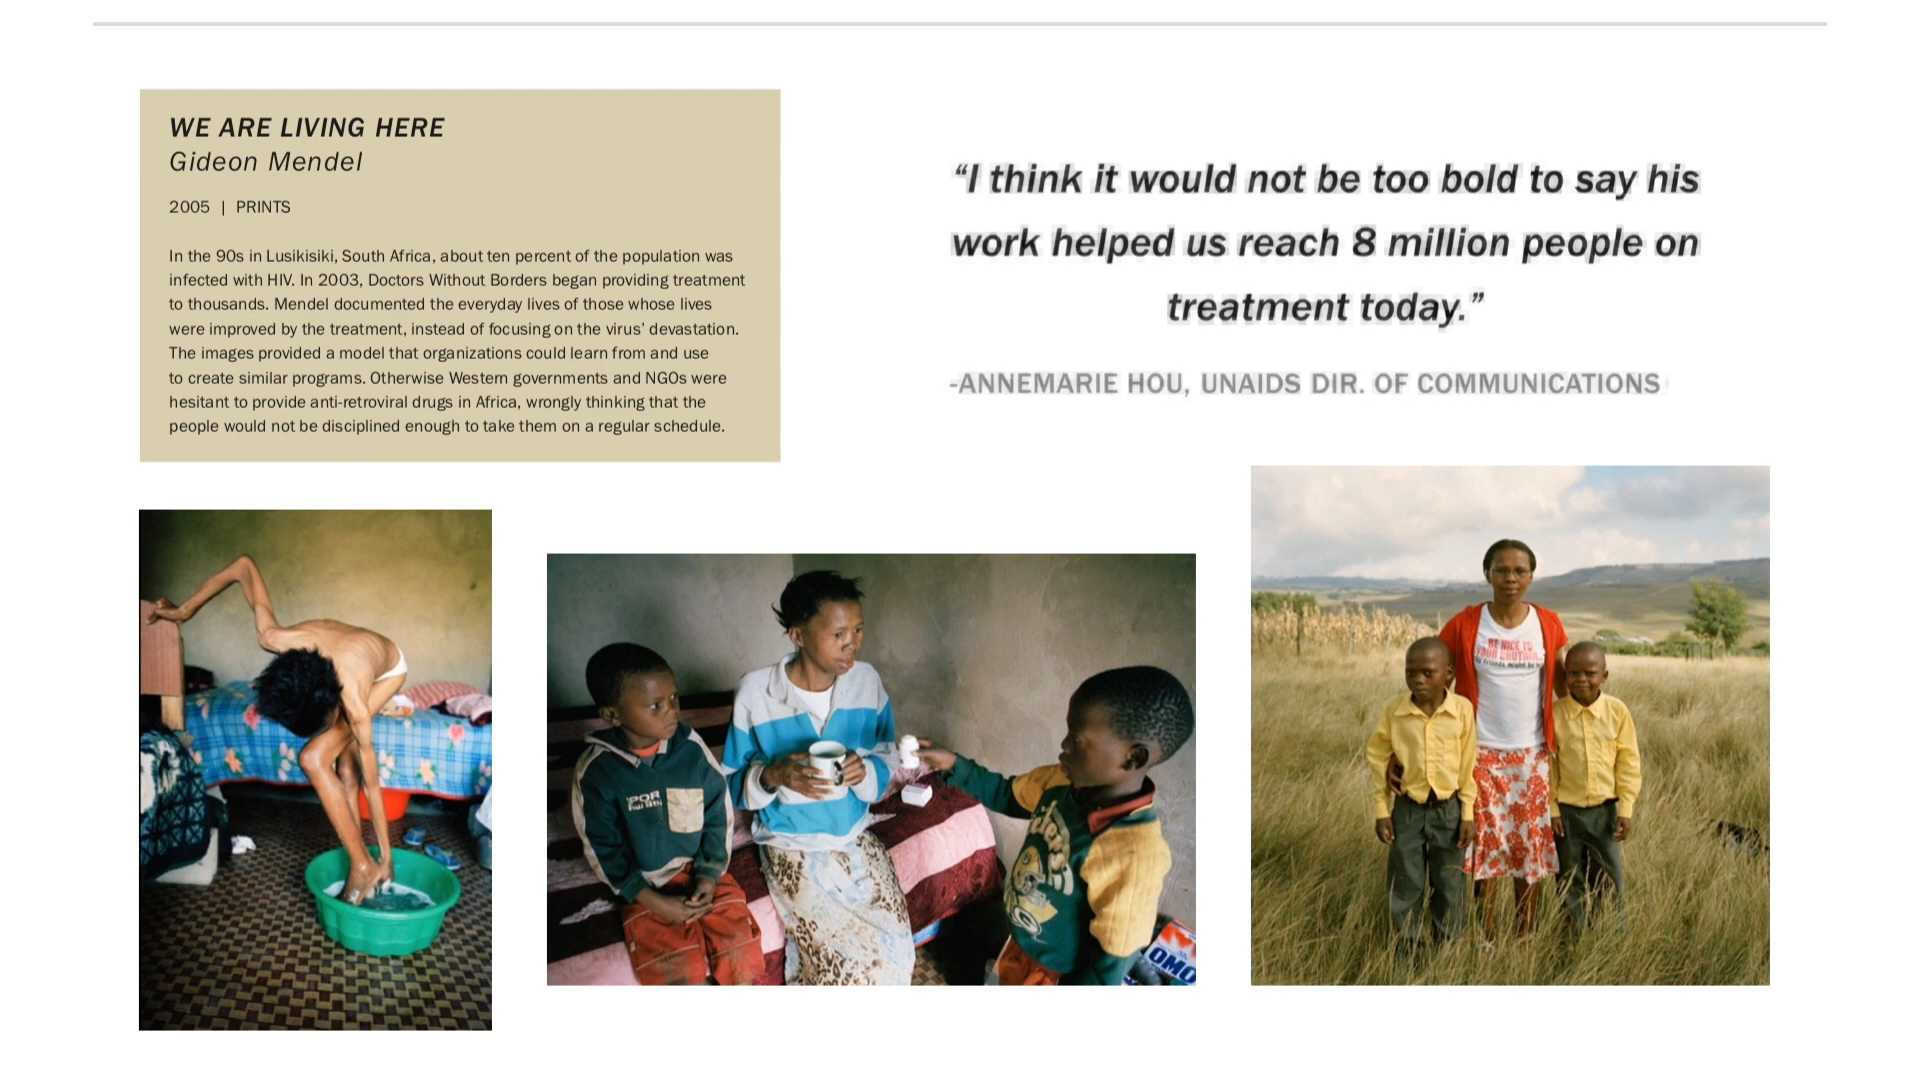 WE ARE LIVING HERE
Gideon Mendel
2005 | PRINTS
In the 90s in Lusikisiki, South Africa, about ten percent of the population was
infected with HIV. In 2003, Doctors Without Borders began providing treatment
to thousands. Mendel documented the everyday lives of those whose lives
were improved by the treatment, instead of focusing on the virus’ devastation.
The images provided a model that organizations could learn from and use
to create similar programs. Otherwise Western governments and NGOs were
hesitant to provide anti-retroviral drugs in Africa, wrongly thinking that the
people would not be disciplined enough to take them on a regular schedule.
“I think it would not be too bold to say his
work helped us reach 8 million people on
treatment today.”
-ANNEMARIE HOU, UNAIDS DIR. OF COMMUNICATIONS
OMO
BE NICE TO
YOUR BROTHER